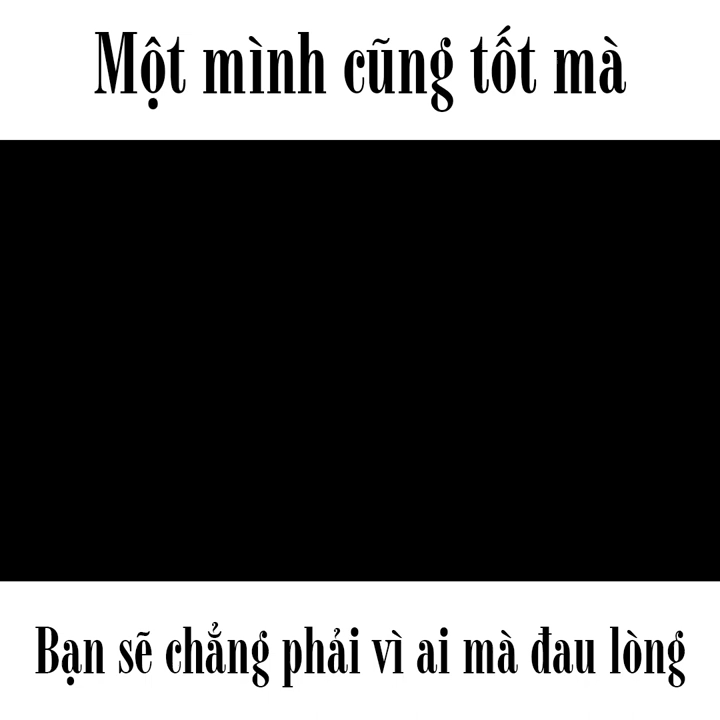 Một mình cũng tốt mà
Bạn sẽ chẳng phải vì ai mà đau lòng